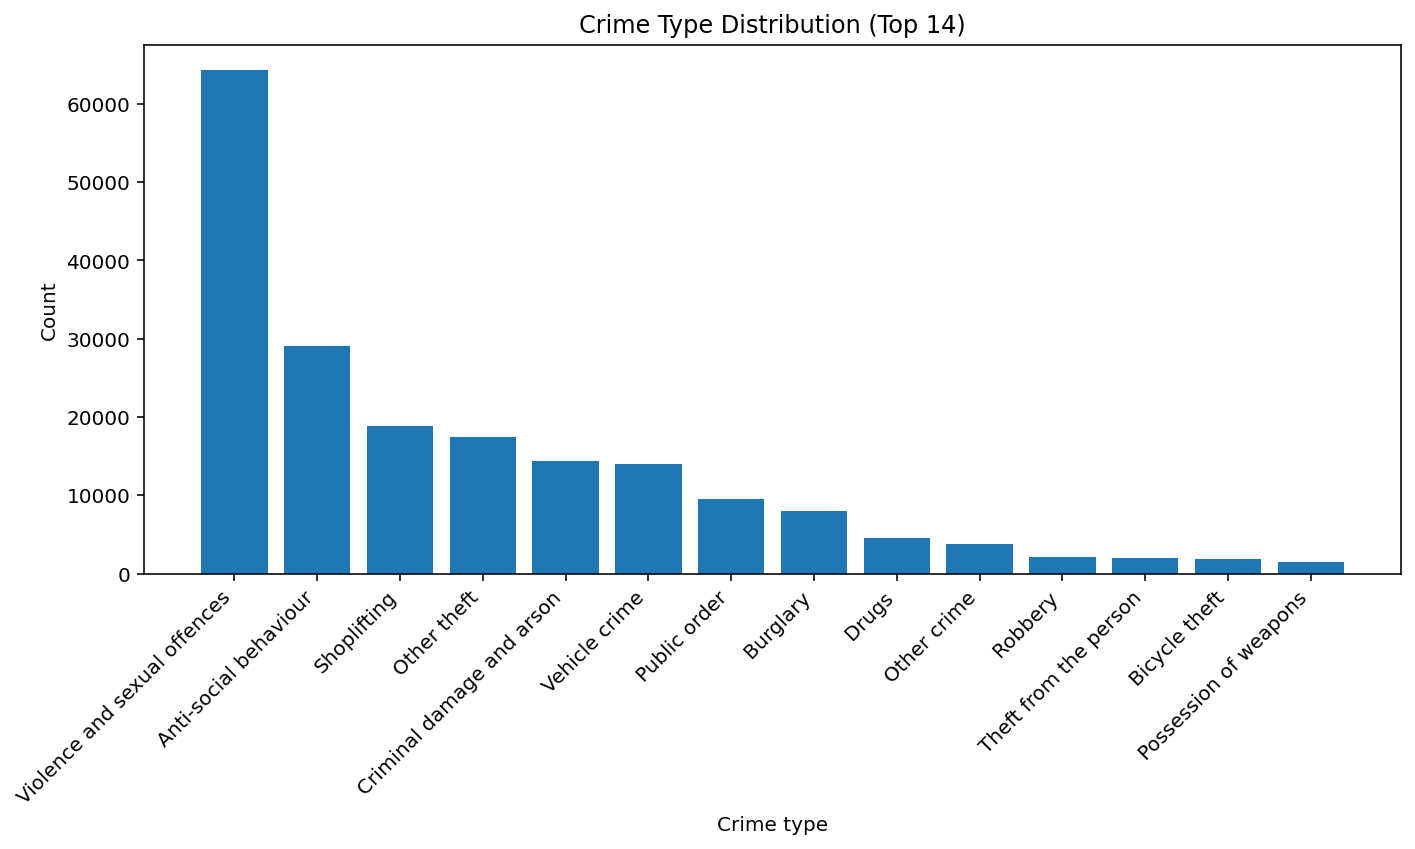 Crime Type Distribution (Top 14)
60000
50000
40000
30000
20000
10000
0
Count
Violence and sexual offences
Anti-social behaviour
Shoplifting
Other theft
Criminal damage and arson
Vehicle crime
Public order
Burglary
Drugs
Other crime
Robbery
Theft from the person
Bicycle theft
Possession of weapons
Crime type